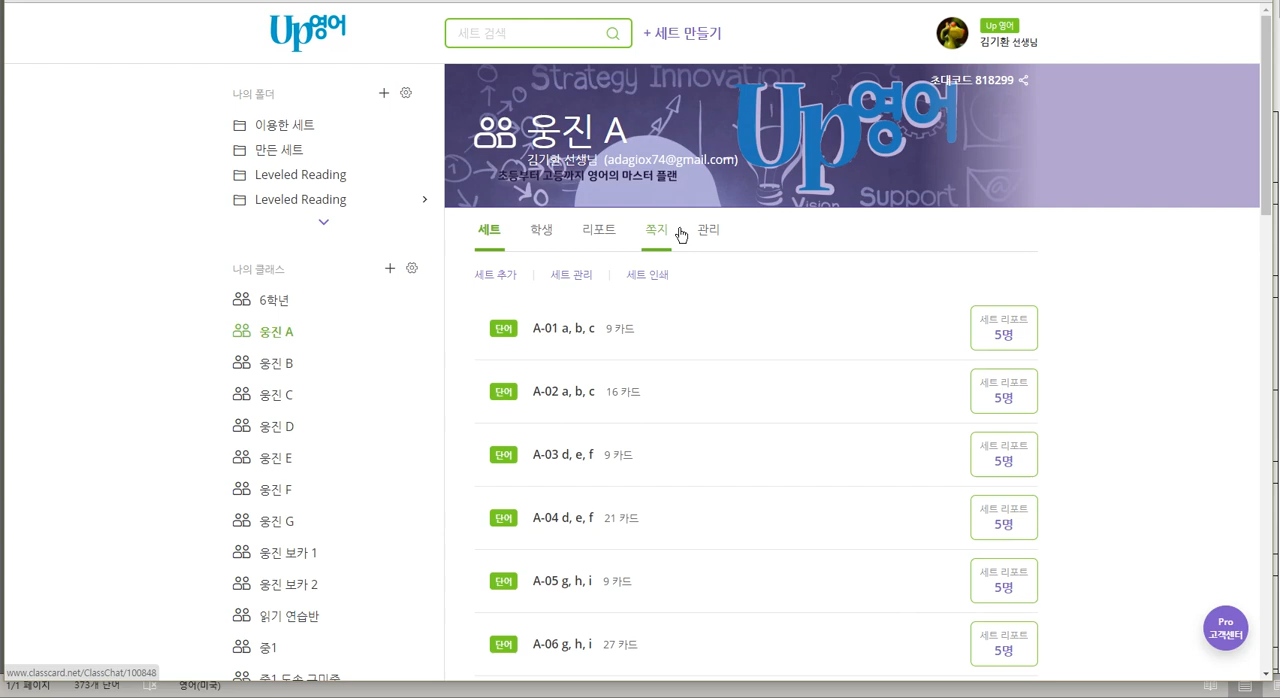 Up영어
세트 검색
+ 세트 만들기
Up 영어
김기환 선생님
나의 폴더
이용한 세트
만든 세트
Leveled Reading
Leveled Reading
나의 클래스
6학년
웅진 A
웅진 B
웅진 C
웅진 D
웅진 E
웅진 F
웅진 G
웅진 보카 1
웅진 보카 2
읽기 연습반
중1
Strategy Innovation
초대코드 818299
Up영어
웅진 A
김기환 선생님 (adagiox74@gmail.com)
초등부터 고등까지 영어의 마스터 플랜
Vision
Support
세트 학생 리포트 쪽지 관리
세트 추가 | 세트 관리 | 세트 인쇄
단어 A-01 a, b, c 9 카드
세트 리포트
5명
단어 A-02 a, b, c 16 카드
세트 리포트
5명
단어 A-03 d, e, f 9 카드
세트 리포트
5명
단어 A-04 d, e, f 21 카드
세트 리포트
5명
단어 A-05 g, h, i 9 카드
세트 리포트
5명
단어 A-06 g, h, i 27 카드
세트 리포트
5명
Pro
고객센터
www.classcard.net/ClassChat/100848
1/1 페이지 373개 단어 영어(미국)